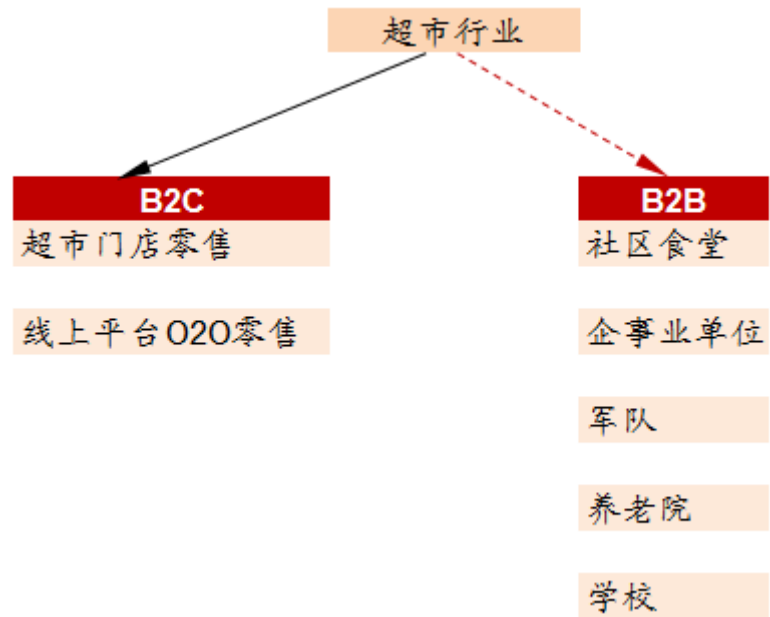 超市行业
B2C
超市门店零售
线上平台O2O零售
B2B
社区食堂
企事业单位
军队
养老院
学校